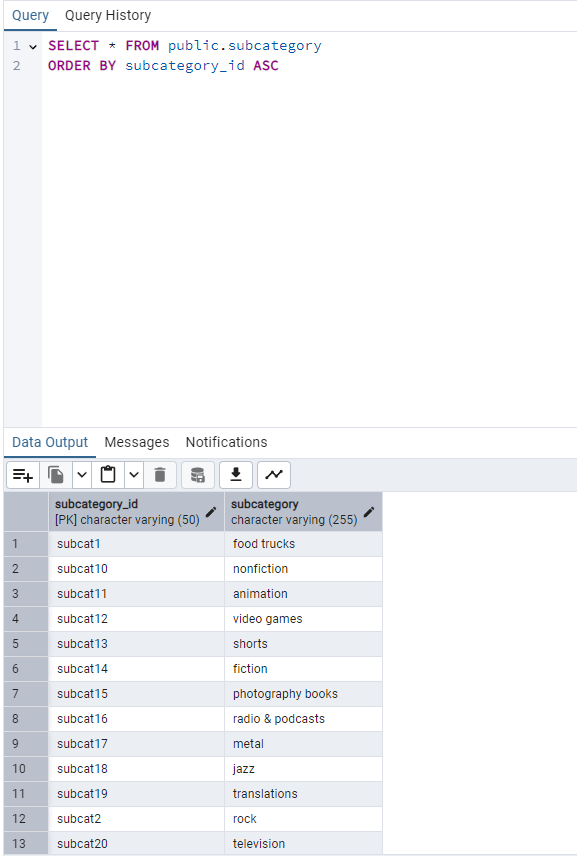 Query Query History
1 SELECT * FROM public.subcategory
2 ORDER BY subcategory_id ASC
Data Output Messages Notifications
subcategory_id subcategory
[PK] character varying (50) character varying (255)
1 subcat1 food trucks
2 subcat10 nonfiction
3 subcat11 animation
4 subcat12 video games
5 subcat13 shorts
6 subcat14 fiction
7 subcat15 photography books
8 subcat16 radio & podcasts
9 subcat17 metal
10 subcat18 jazz
11 subcat19 translations
12 subcat2 rock
13 subcat20 television